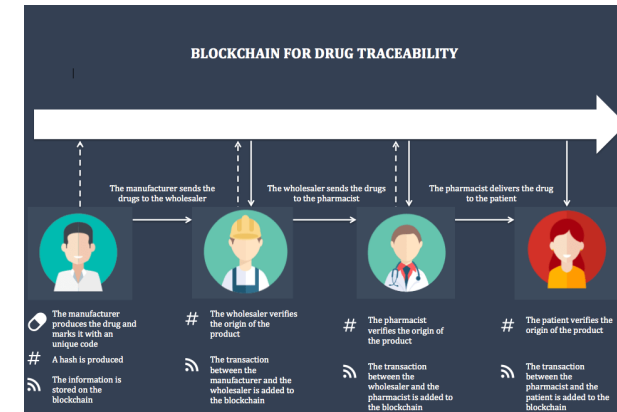 BLOCKCHAIN FOR DRUG TRACEABILITY
The manufacturer sends the
drugs to the wholesaler
The wholesaler sends the drugs
to the pharmacist
The pharmacist delivers the drug
to the patient
The manufacturer
produces the drug and
marks it with an
unique code
# A hash is produced
The information is
stored on the
blockchain
# The wholesaler verifies
the origin of the
product
The transaction
between the
manufacturer and the
wholesaler is added to
the blockchain
# The pharmacist
verifies the origin of
the product
The transaction
between the
wholesaler and the
pharmacist is added to
the blockchain
# The patient verifies the
origin of the product
The transaction
between the
pharmacist and the
patient is added to the
blockchain